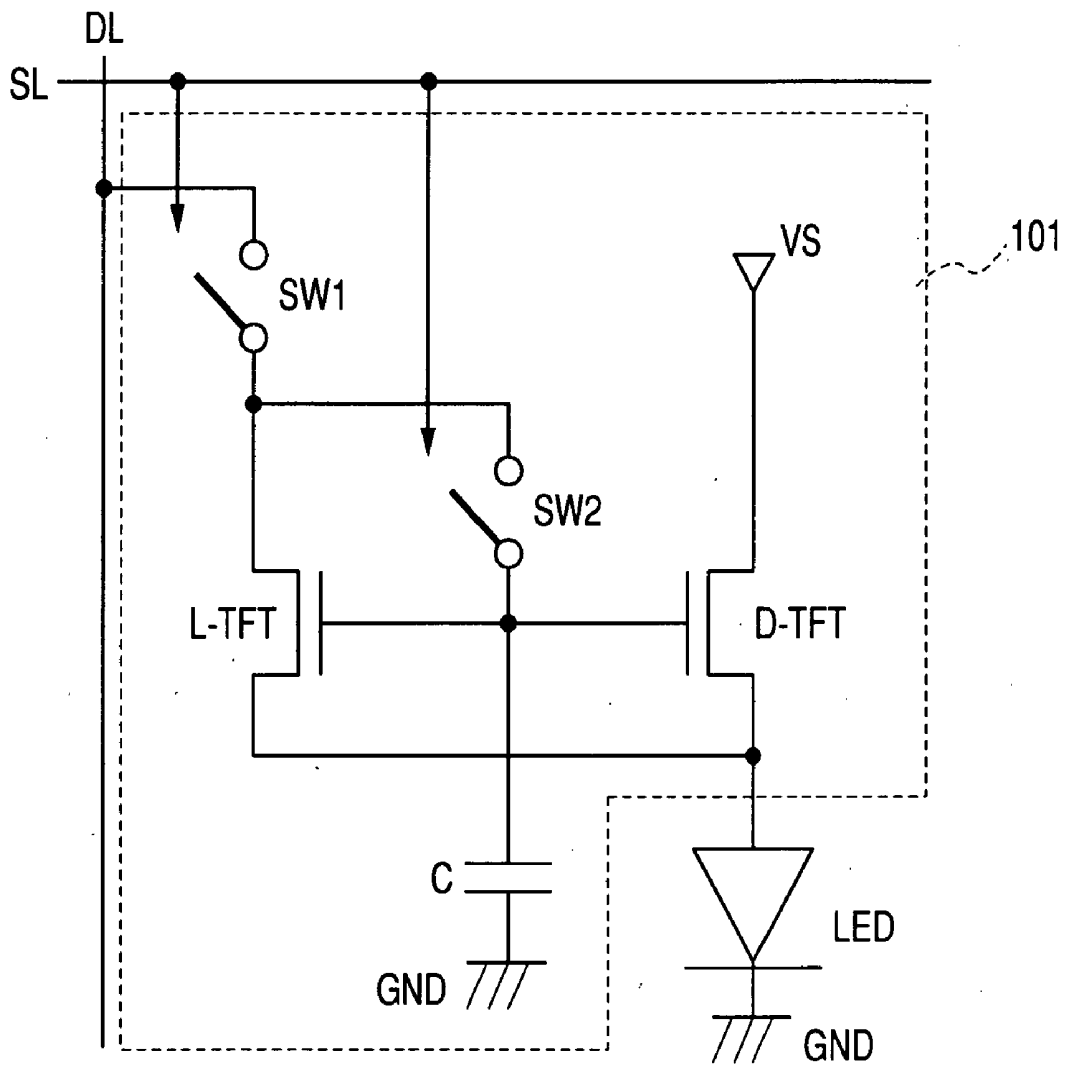 DL
SL
VS
101
SW1
SW2
L-TFT
D-TFT
C
LED
GND
GND